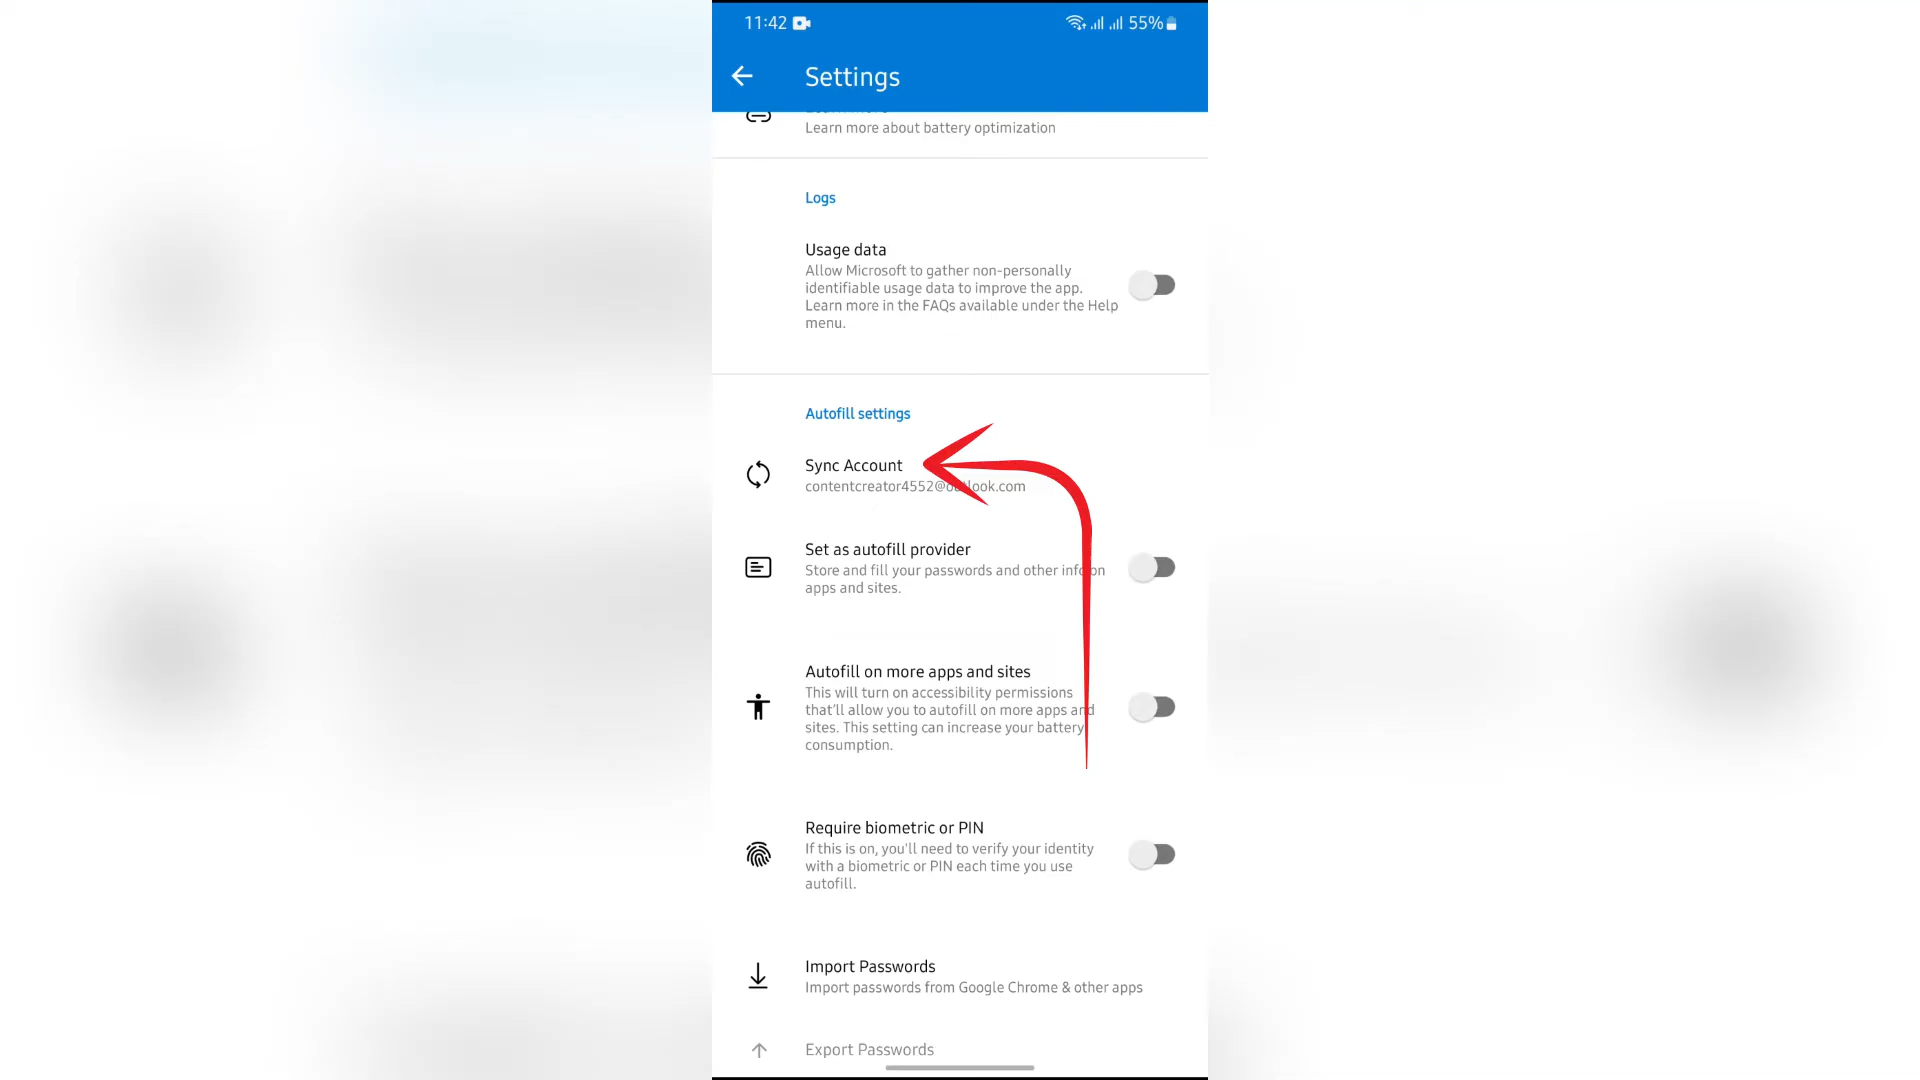 11:42
55%
Settings
Learn more about battery optimization
Logs
Usage data
Allow Microsoft to gather non-personally
identifiable usage data to improve the app.
Learn more in the FAQs available under the Help
menu.
Autofill settings
Sync Account
contentcreator4552@outlook.com
Set as autofill provider
Store and fill your passwords and other info on
apps and sites.
Autofill on more apps and sites
This will turn on accessibility permissions
that'll allow you to autofill on more apps and
sites. This setting can increase your battery
consumption.
Require biometric or PIN
If this is on, you'll need to verify your identity
with a biometric or PIN each time you use
autofill.
Import Passwords
Import passwords from Google Chrome & other apps
Export Passwords